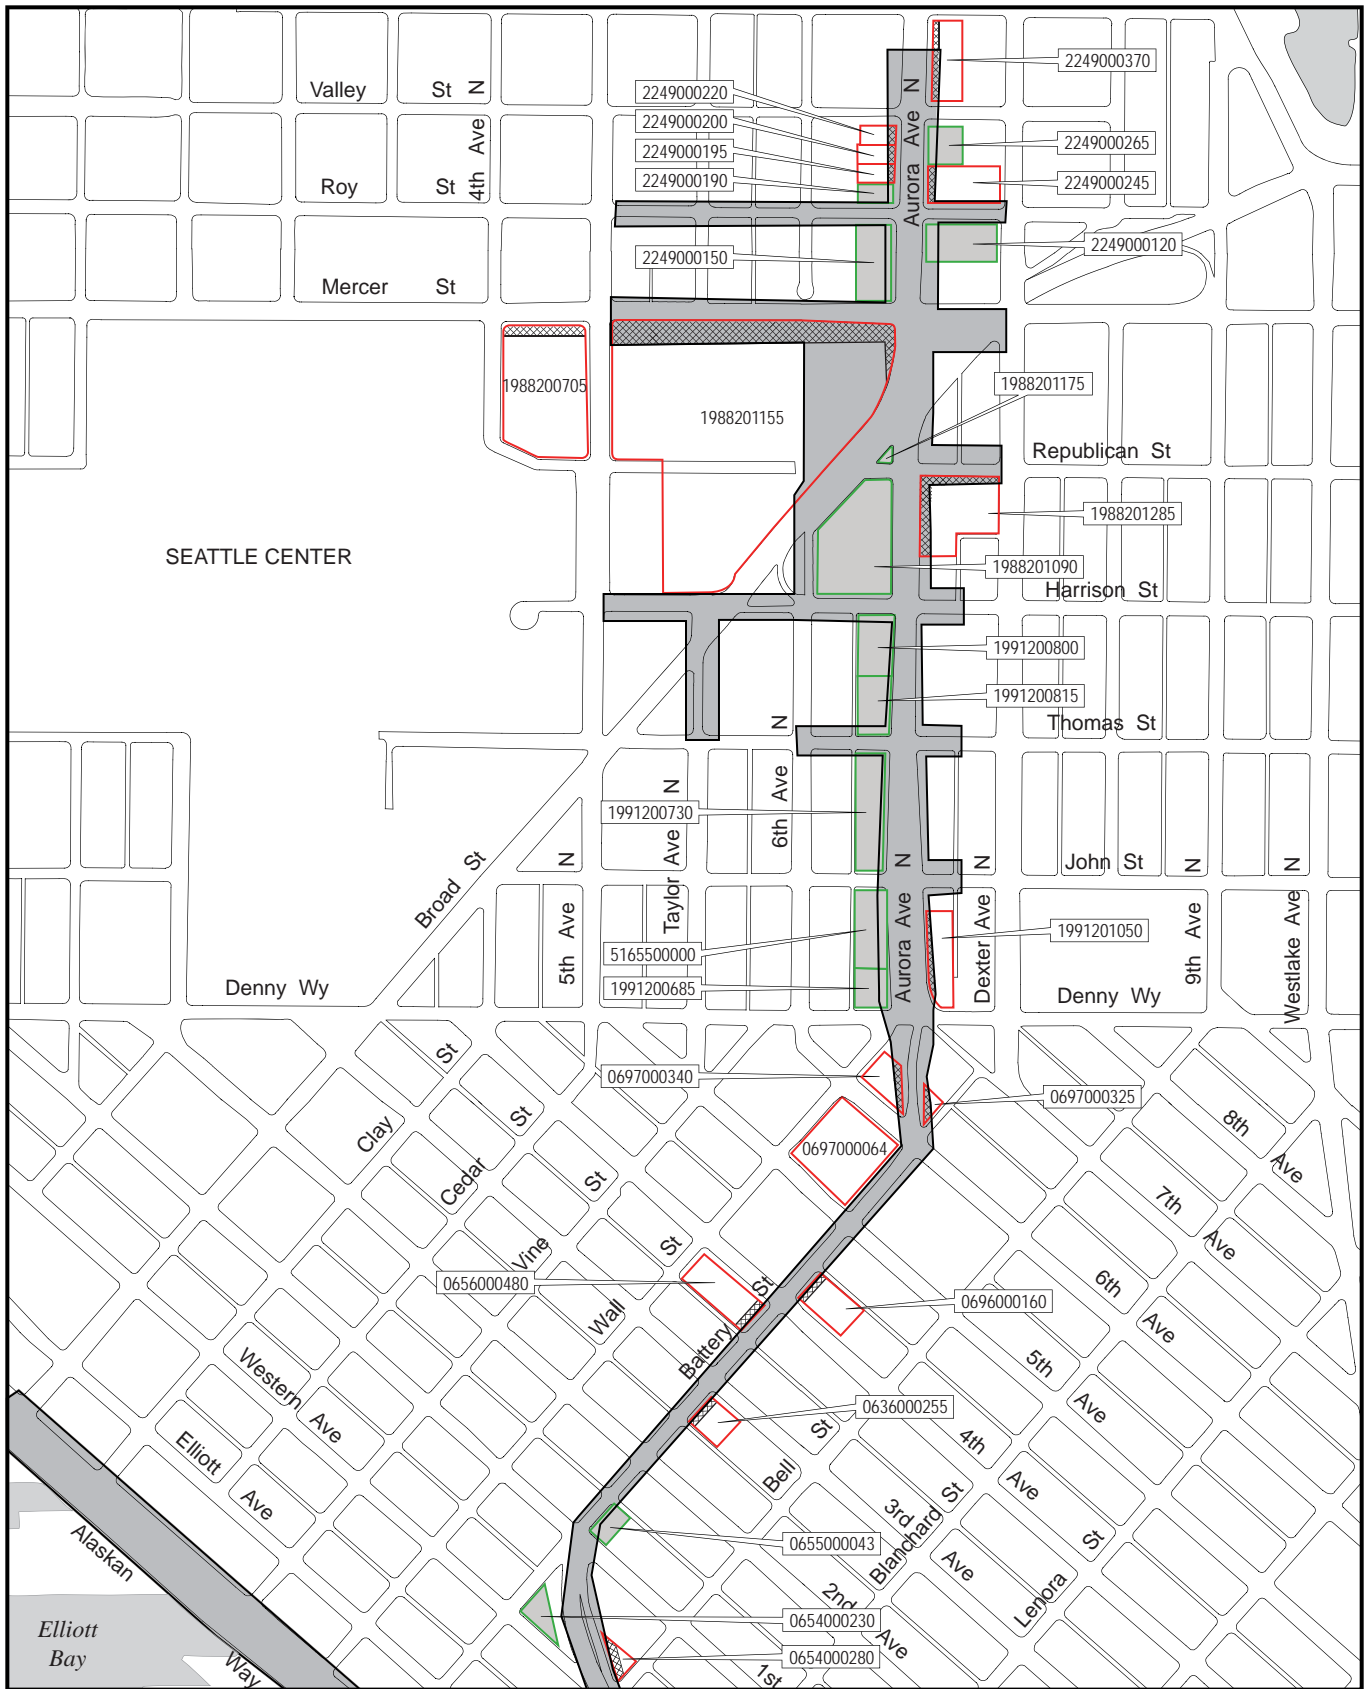 2249000370
Valley St N
2249000220
2249000200
2249000265
2249000195
2249000190
2249000245
Roy St 4th Ave
Aurora Ave N
2249000120
2249000150
Mercer St
1988200705
1988201175
1988201155
Republican St
1988201285
SEATTLE CENTER
1988201090
Harrison St
1991200800
1991200815
Thomas St
N
6th Ave
1991200730
Taylor Ave N
N
5th Ave
Broad St
Aurora Ave N
N
Dexter Ave
John St
N
9th Ave
N
Westlake Ave
1991201050
5165500000
1991200685
Denny Wy
Denny Wy
0697000340
0697000325
Clay St
Cedar St
8th Ave
0697000064
Vine St
7th Ave
Wall St
0656000480
Battery St
0696000160
6th Ave
Western Ave
5th Ave
0636000255
Elliott Ave
Bell St
4th Ave
3rd Ave
Blanchard St
Lenora St
0655000043
Alaskan Way
2nd Ave
0654000230
Elliott
Bay
0654000280
1st